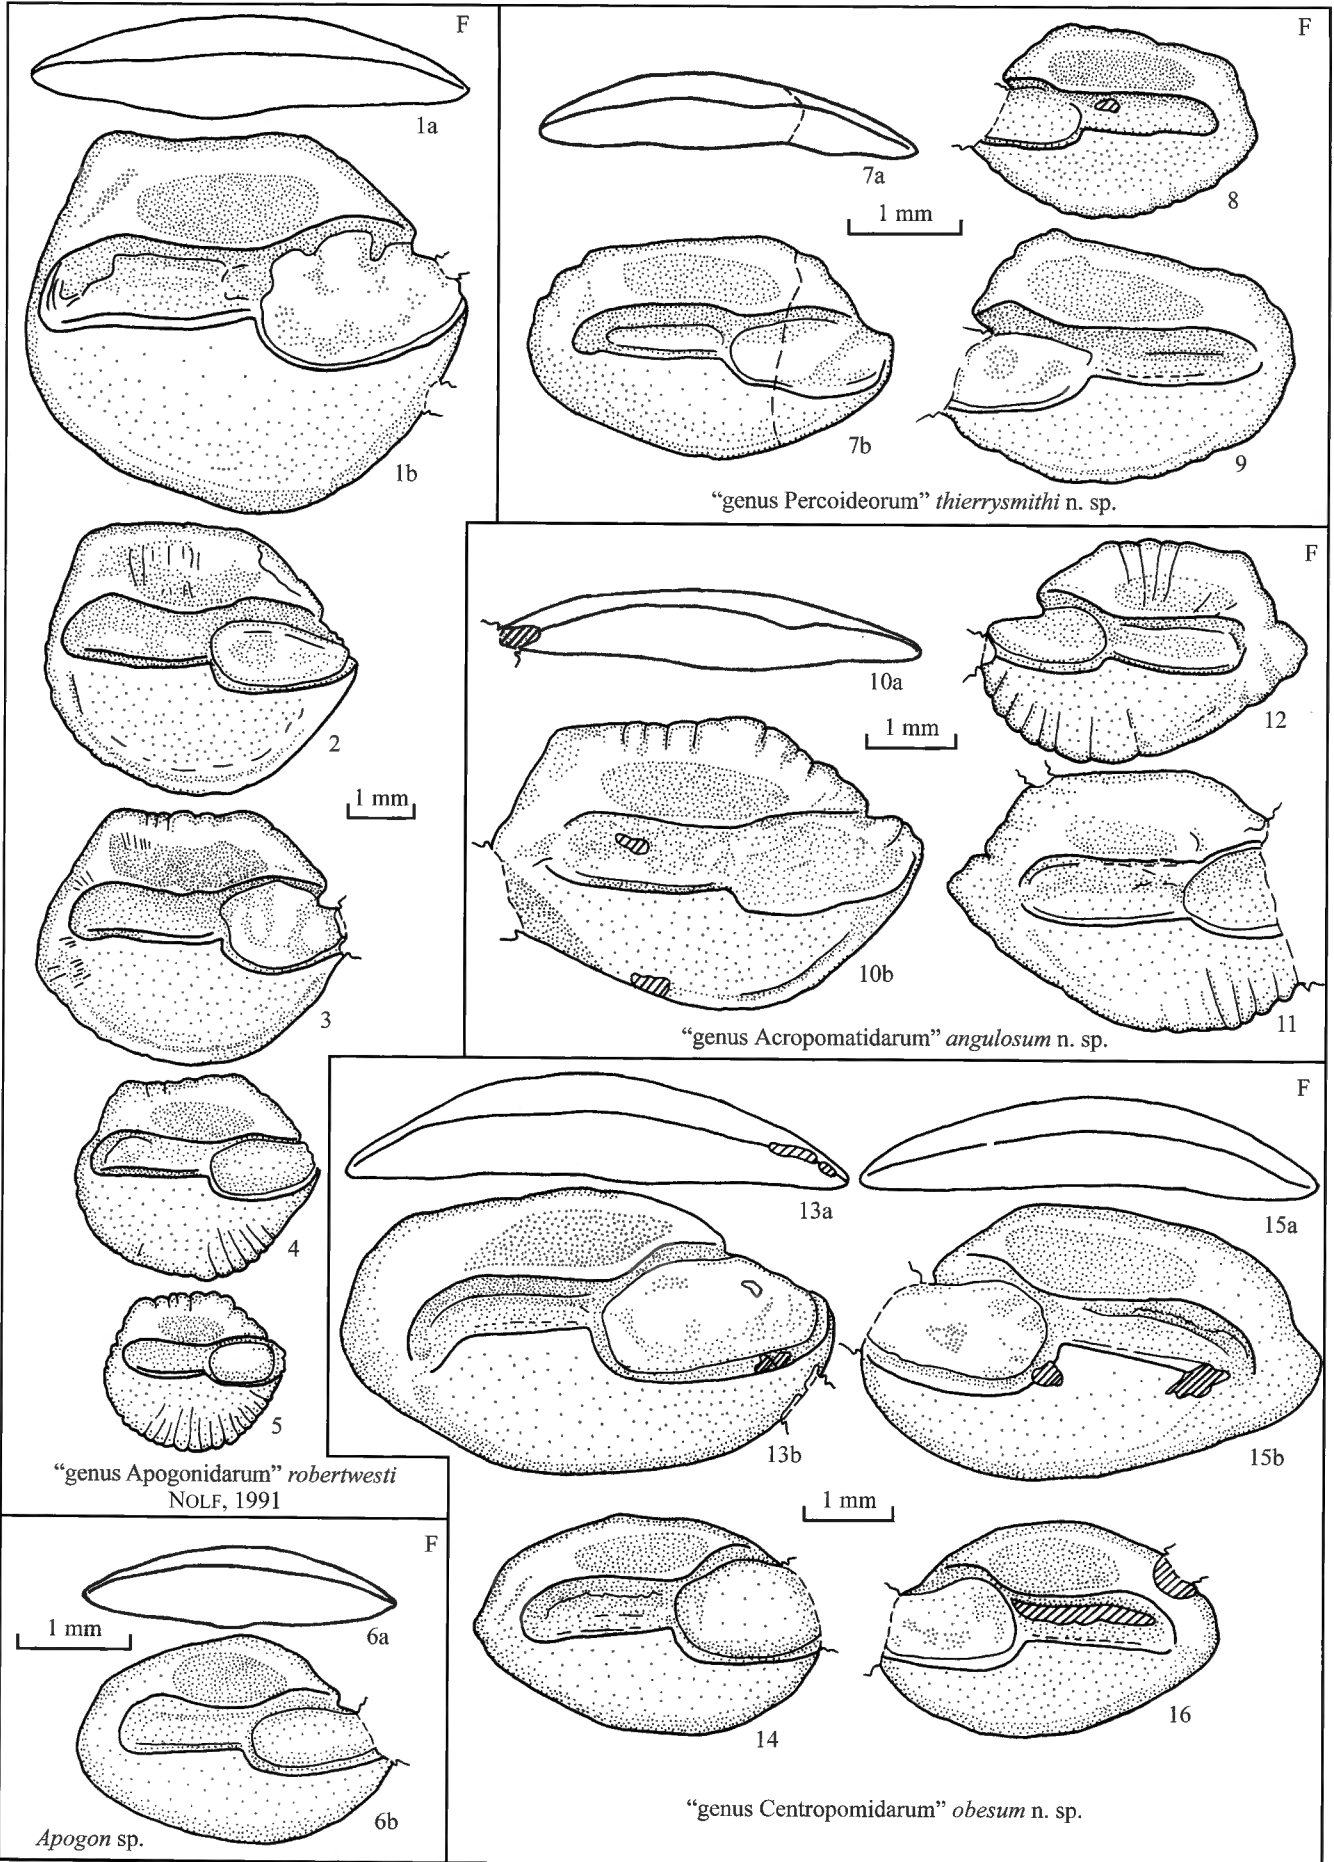 F
1a
1b
2
1 mm
3
4
5
“genus Apogonidarum” robertwesti
NOLF, 1991
F
7a
8
1 mm
7b
9
“genus Percoideorum” thierrysmithi n. sp.
F
10a
12
1 mm
10b
11
“genus Acropomatidarum” angulosum n. sp.
F
13a
15a
13b
15b
1 mm
14
16
“genus Centropomidarum” obesum n. sp.
F
6a
1 mm
6b
Apogon sp.